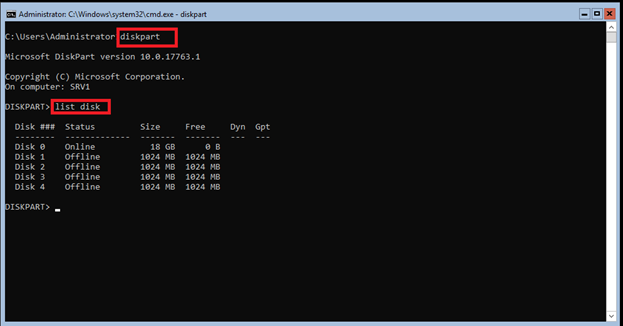 Administrator: C:\Windows\system32\cmd.exe - diskpart
C:\Users\Administrator>diskpart
Microsoft DiskPart version 10.0.17763.1
Copyright (C) Microsoft Corporation.
On computer: SRV1
DISKPART> list disk
  Disk ###  Status         Size     Free     Dyn  Gpt
  --------  -------------  -------  -------  ---  ---
  Disk 0    Online           18 GB      0 B
  Disk 1    Offline        1024 MB  1024 MB
  Disk 2    Offline        1024 MB  1024 MB
  Disk 3    Offline        1024 MB  1024 MB
  Disk 4    Offline        1024 MB  1024 MB
DISKPART> _